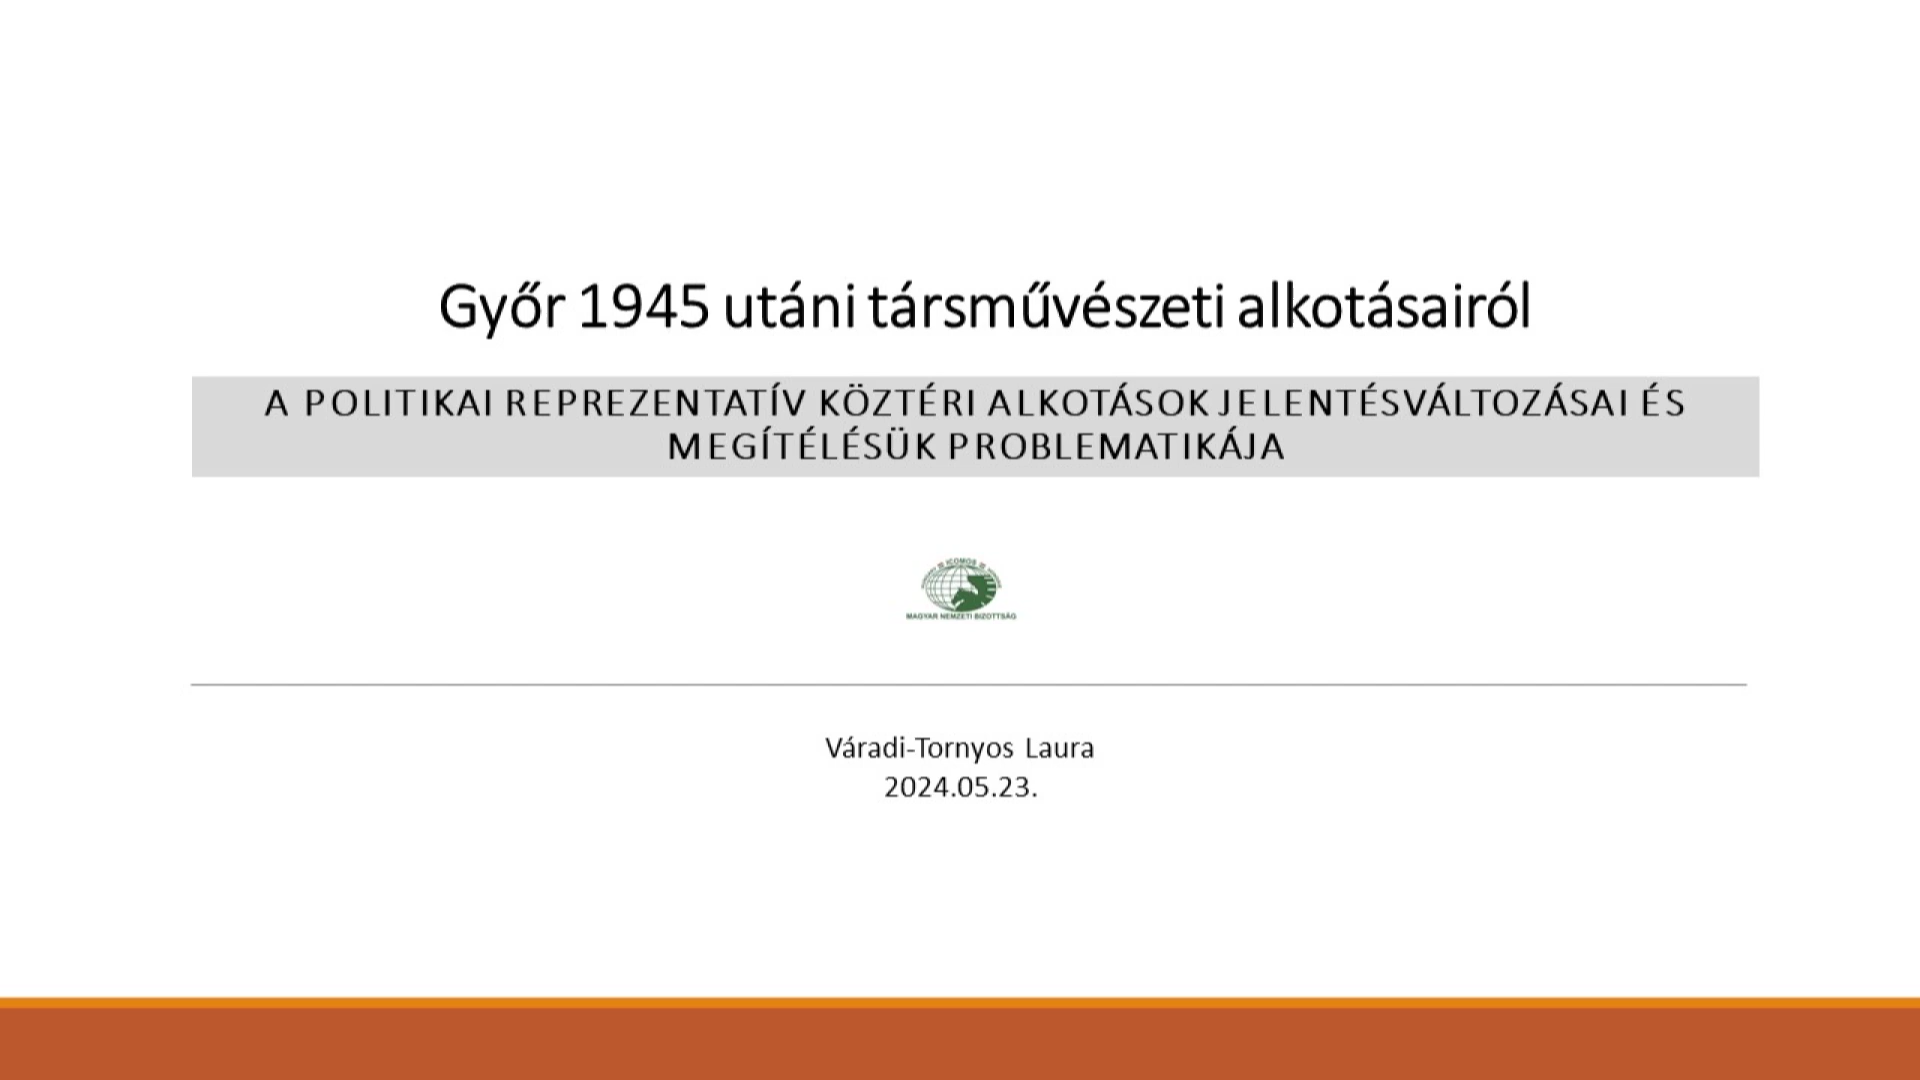 Győr 1945 utáni társművészeti alkotásairól
A POLITIKAI REPREZENTATÍV KÖZTÉRI ALKOTÁSOK JELENTÉSVÁLTOZÁSAI ÉS
MEGÍTÉLÉSÜK PROBLEMATIKÁJA
ICOMOS
MAGYAR NEMZETI BIZOTTSÁG
Váradi-Tornyos Laura
2024.05.23.